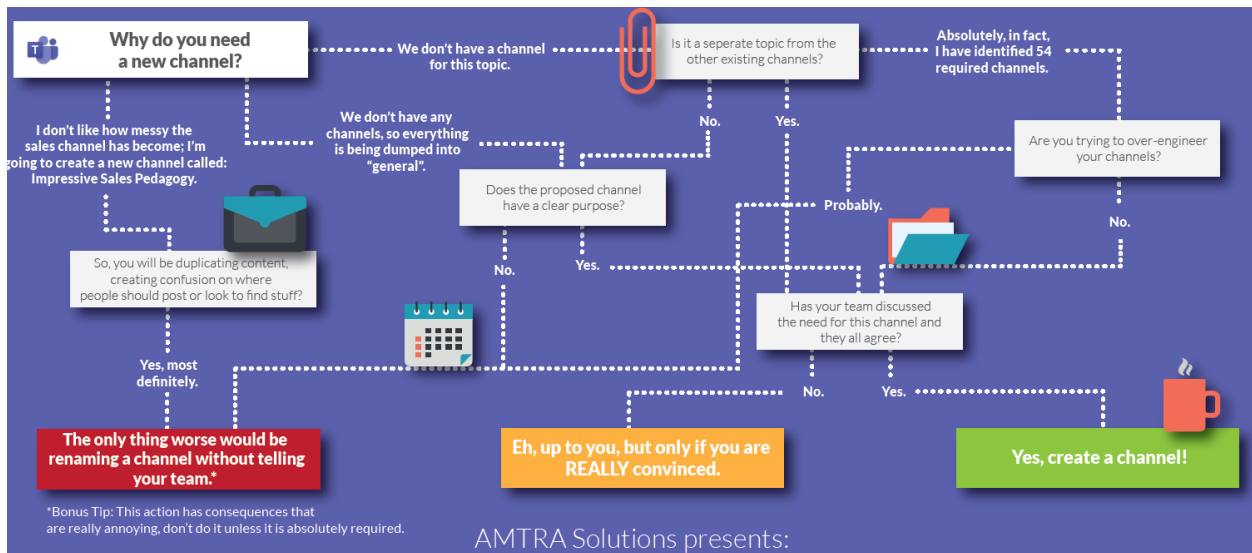 Why do you need
a new channel?
We don't have a channel
for this topic.
Is it a seperate topic from the
other existing channels?
Absolutely, in fact,
I have identified 54
required channels.
I don't like how messy the
sales channel has become; I'm
going to create a new channel called:
Impressive Sales Pedagogy.
We don't have any
channels, so everything
is being dumped into
"general".
No.
Yes.
Are you trying to over-engineer
your channels?
Does the proposed channel
have a clear purpose?
Probably.
No.
So, you will be duplicating content,
creating confusion on where
people should post or look to find stuff?
No.
Yes.
Has your team discussed
the need for this channel and
they all agree?
Yes, most
definitely.
No.
Yes.
The only thing worse would be
renaming a channel without telling
your team.*
Eh, up to you, but only if you are
REALLY convinced.
Yes, create a channel!
*Bonus Tip: This action has consequences that
are really annoying, don't do it unless it is absolutely required.
AMTRA Solutions presents:
T